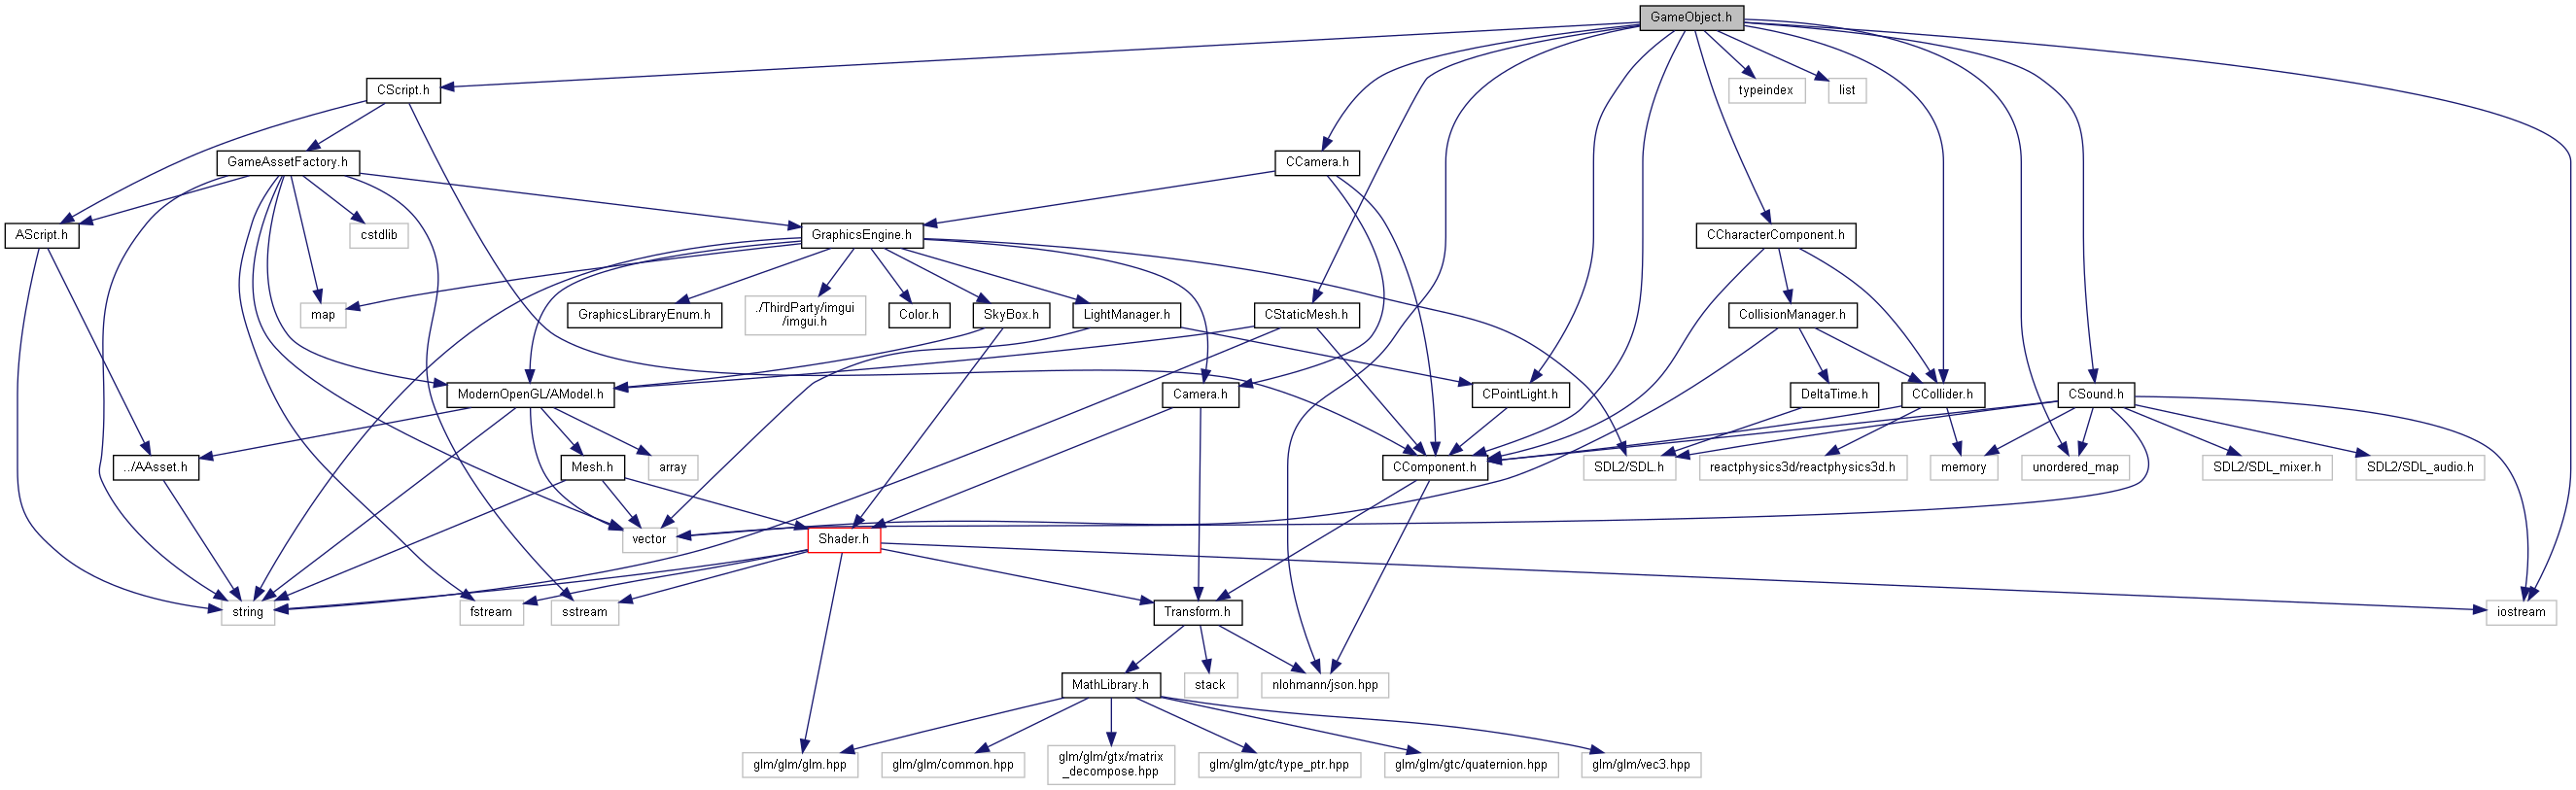 GameObject.h
CScript.h
typeindex
list
GameAssetFactory.h
CCamera.h
AScript.h
cstdlib
GraphicsEngine.h
CCharacterComponent.h
map
GraphicsLibraryEnum.h
./ThirdParty/imgui
/imgui.h
Color.h
SkyBox.h
LightManager.h
CStaticMesh.h
CollisionManager.h
ModernOpenGL/AModel.h
Camera.h
CPointLight.h
DeltaTime.h
CCollider.h
CSound.h
../AAsset.h
Mesh.h
array
CComponent.h
SDL2/SDL.h
reactphysics3d/reactphysics3d.h
memory
unordered_map
SDL2/SDL_mixer.h
SDL2/SDL_audio.h
vector
Shader.h
string
fstream
sstream
Transform.h
iostream
MathLibrary.h
stack
nlohmann/json.hpp
glm/glm/glm.hpp
glm/glm/common.hpp
glm/glm/gtx/matrix
_decompose.hpp
glm/glm/gtc/type_ptr.hpp
glm/glm/gtc/quaternion.hpp
glm/glm/vec3.hpp